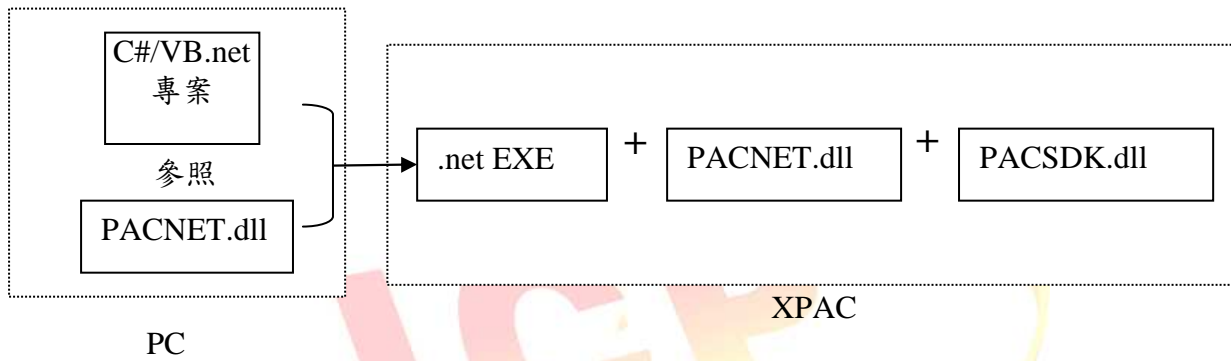 C#/VB.net
專案
參照
PACNET.dll
.net EXE
+
PACNET.dll
+
PACSDK.dll
XPAC
PC